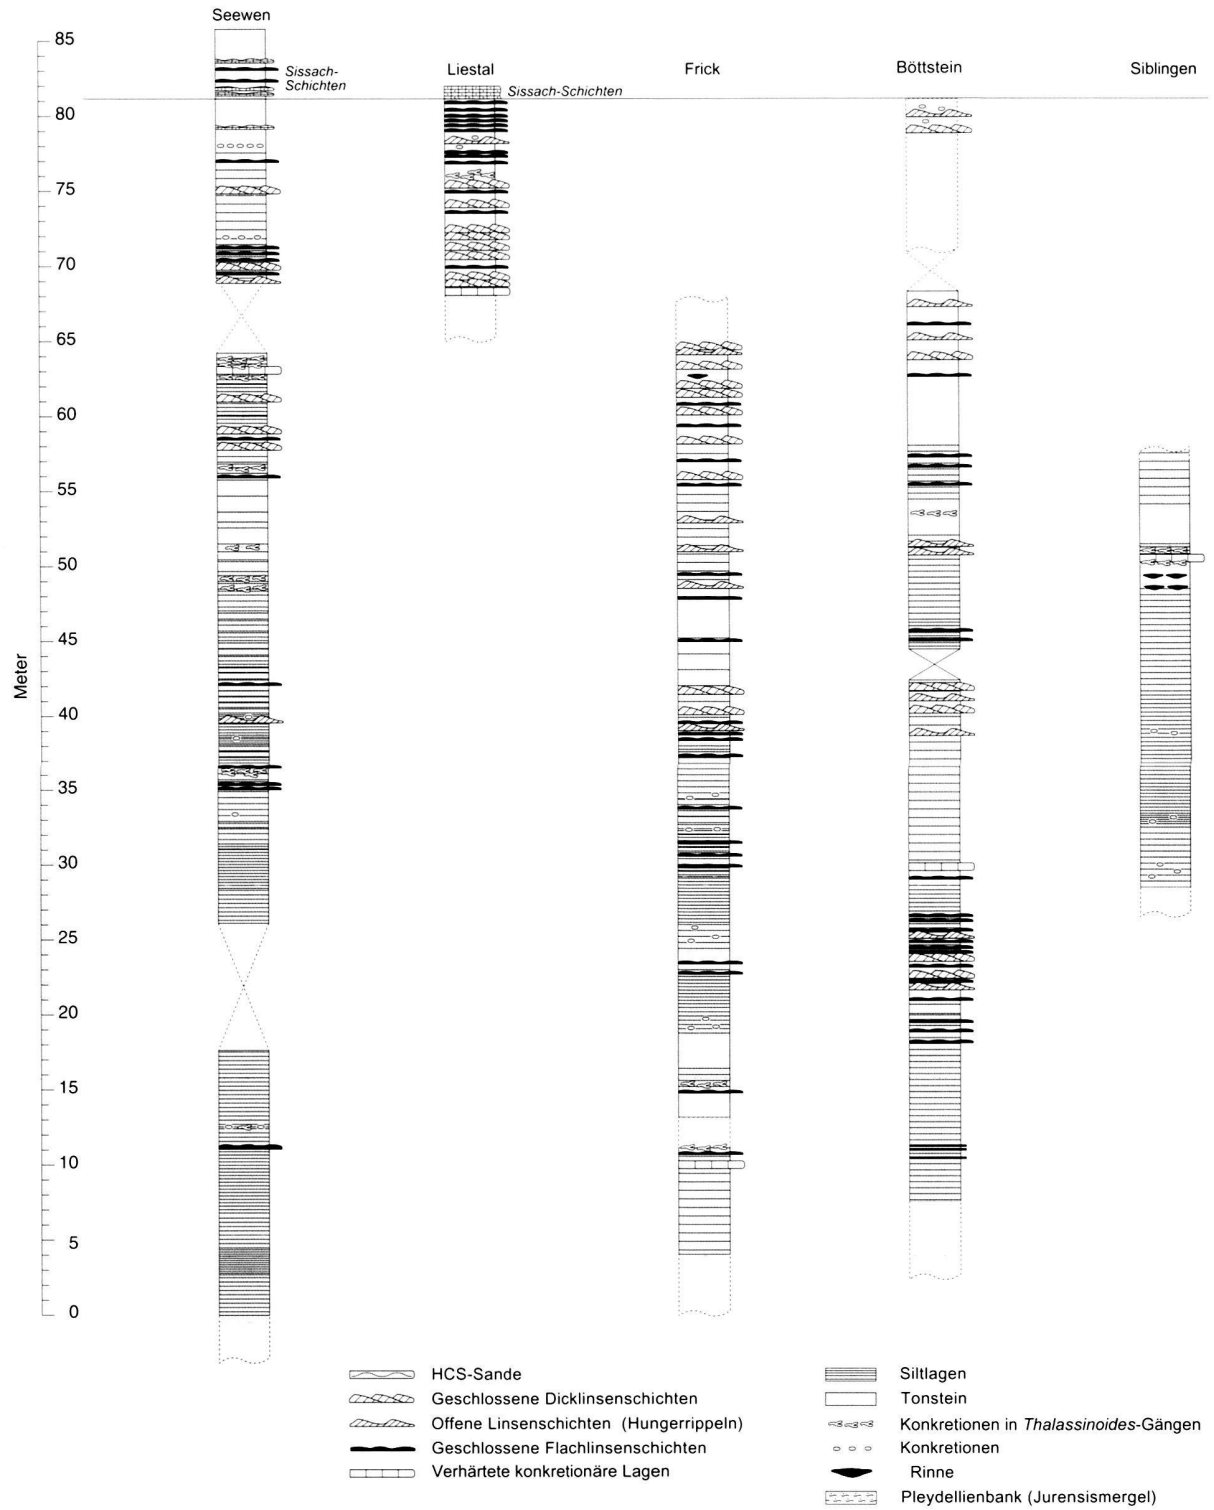 Seewen
Liestal
Frick
Böttstein
Siblingen
Sissach-
Schichten
Sissach-Schichten
85
80
75
70
65
60
55
50
45
40
35
30
25
20
15
10
5
0
Meter
HCS-Sande
Geschlossene Dicklinsenschichten
Offene Linsenschichten (Hungerrippeln)
Geschlossene Flachlinsenschichten
Verhärtete konkretionäre Lagen
Siltlagen
Tonstein
Konkretionen in Thalassinoides-Gängen
Konkretionen
Rinne
Pleydellienbank (Jurensismergel)